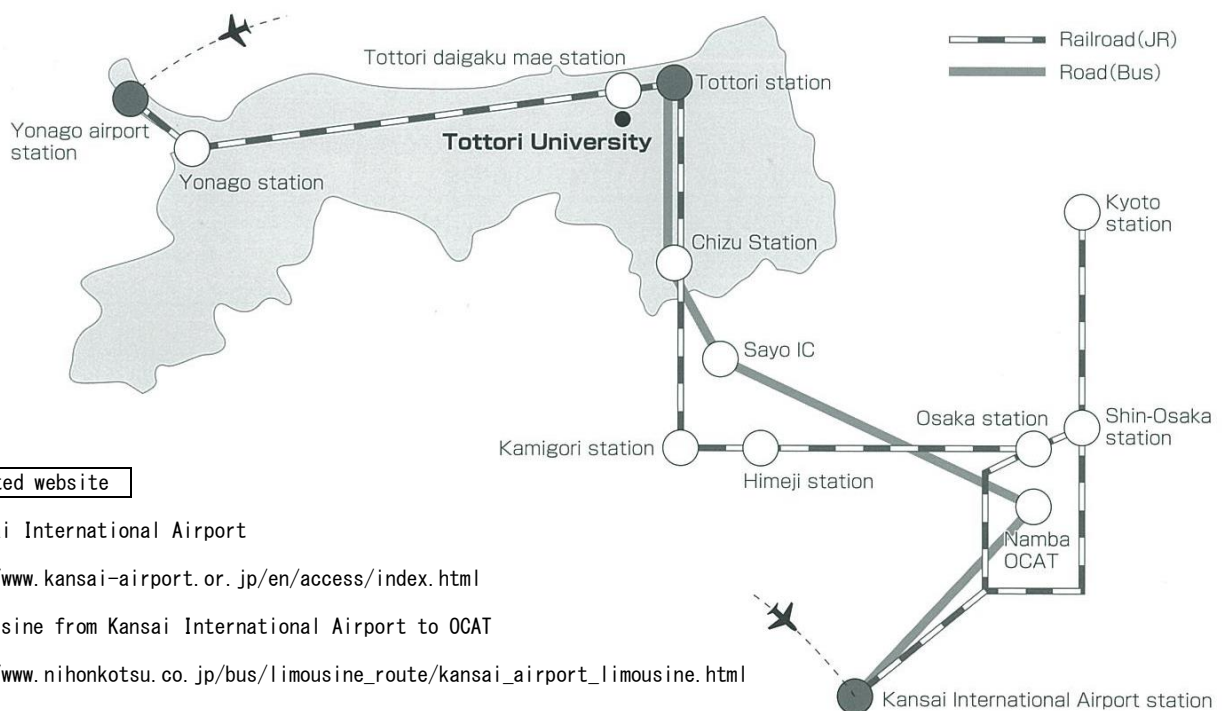 Railroad(JR)
Road(Bus)
Tottori daigaku mae station
Tottori station
Yonago airport
station
Tottori University
Yonago station
Kyoto
station
Chizu Station
Sayo IC
Osaka station
Shin-Osaka
station
Kamigori station
Himeji station
Namba
OCAT
website
International Airport
www.kansai-airport.or.jp/en/access/index.html
from Kansai International Airport to OCAT
www.nihonkotsu.co.jp/bus/limousine_route/kansai_airport_limousine.html
Kansai International Airport station